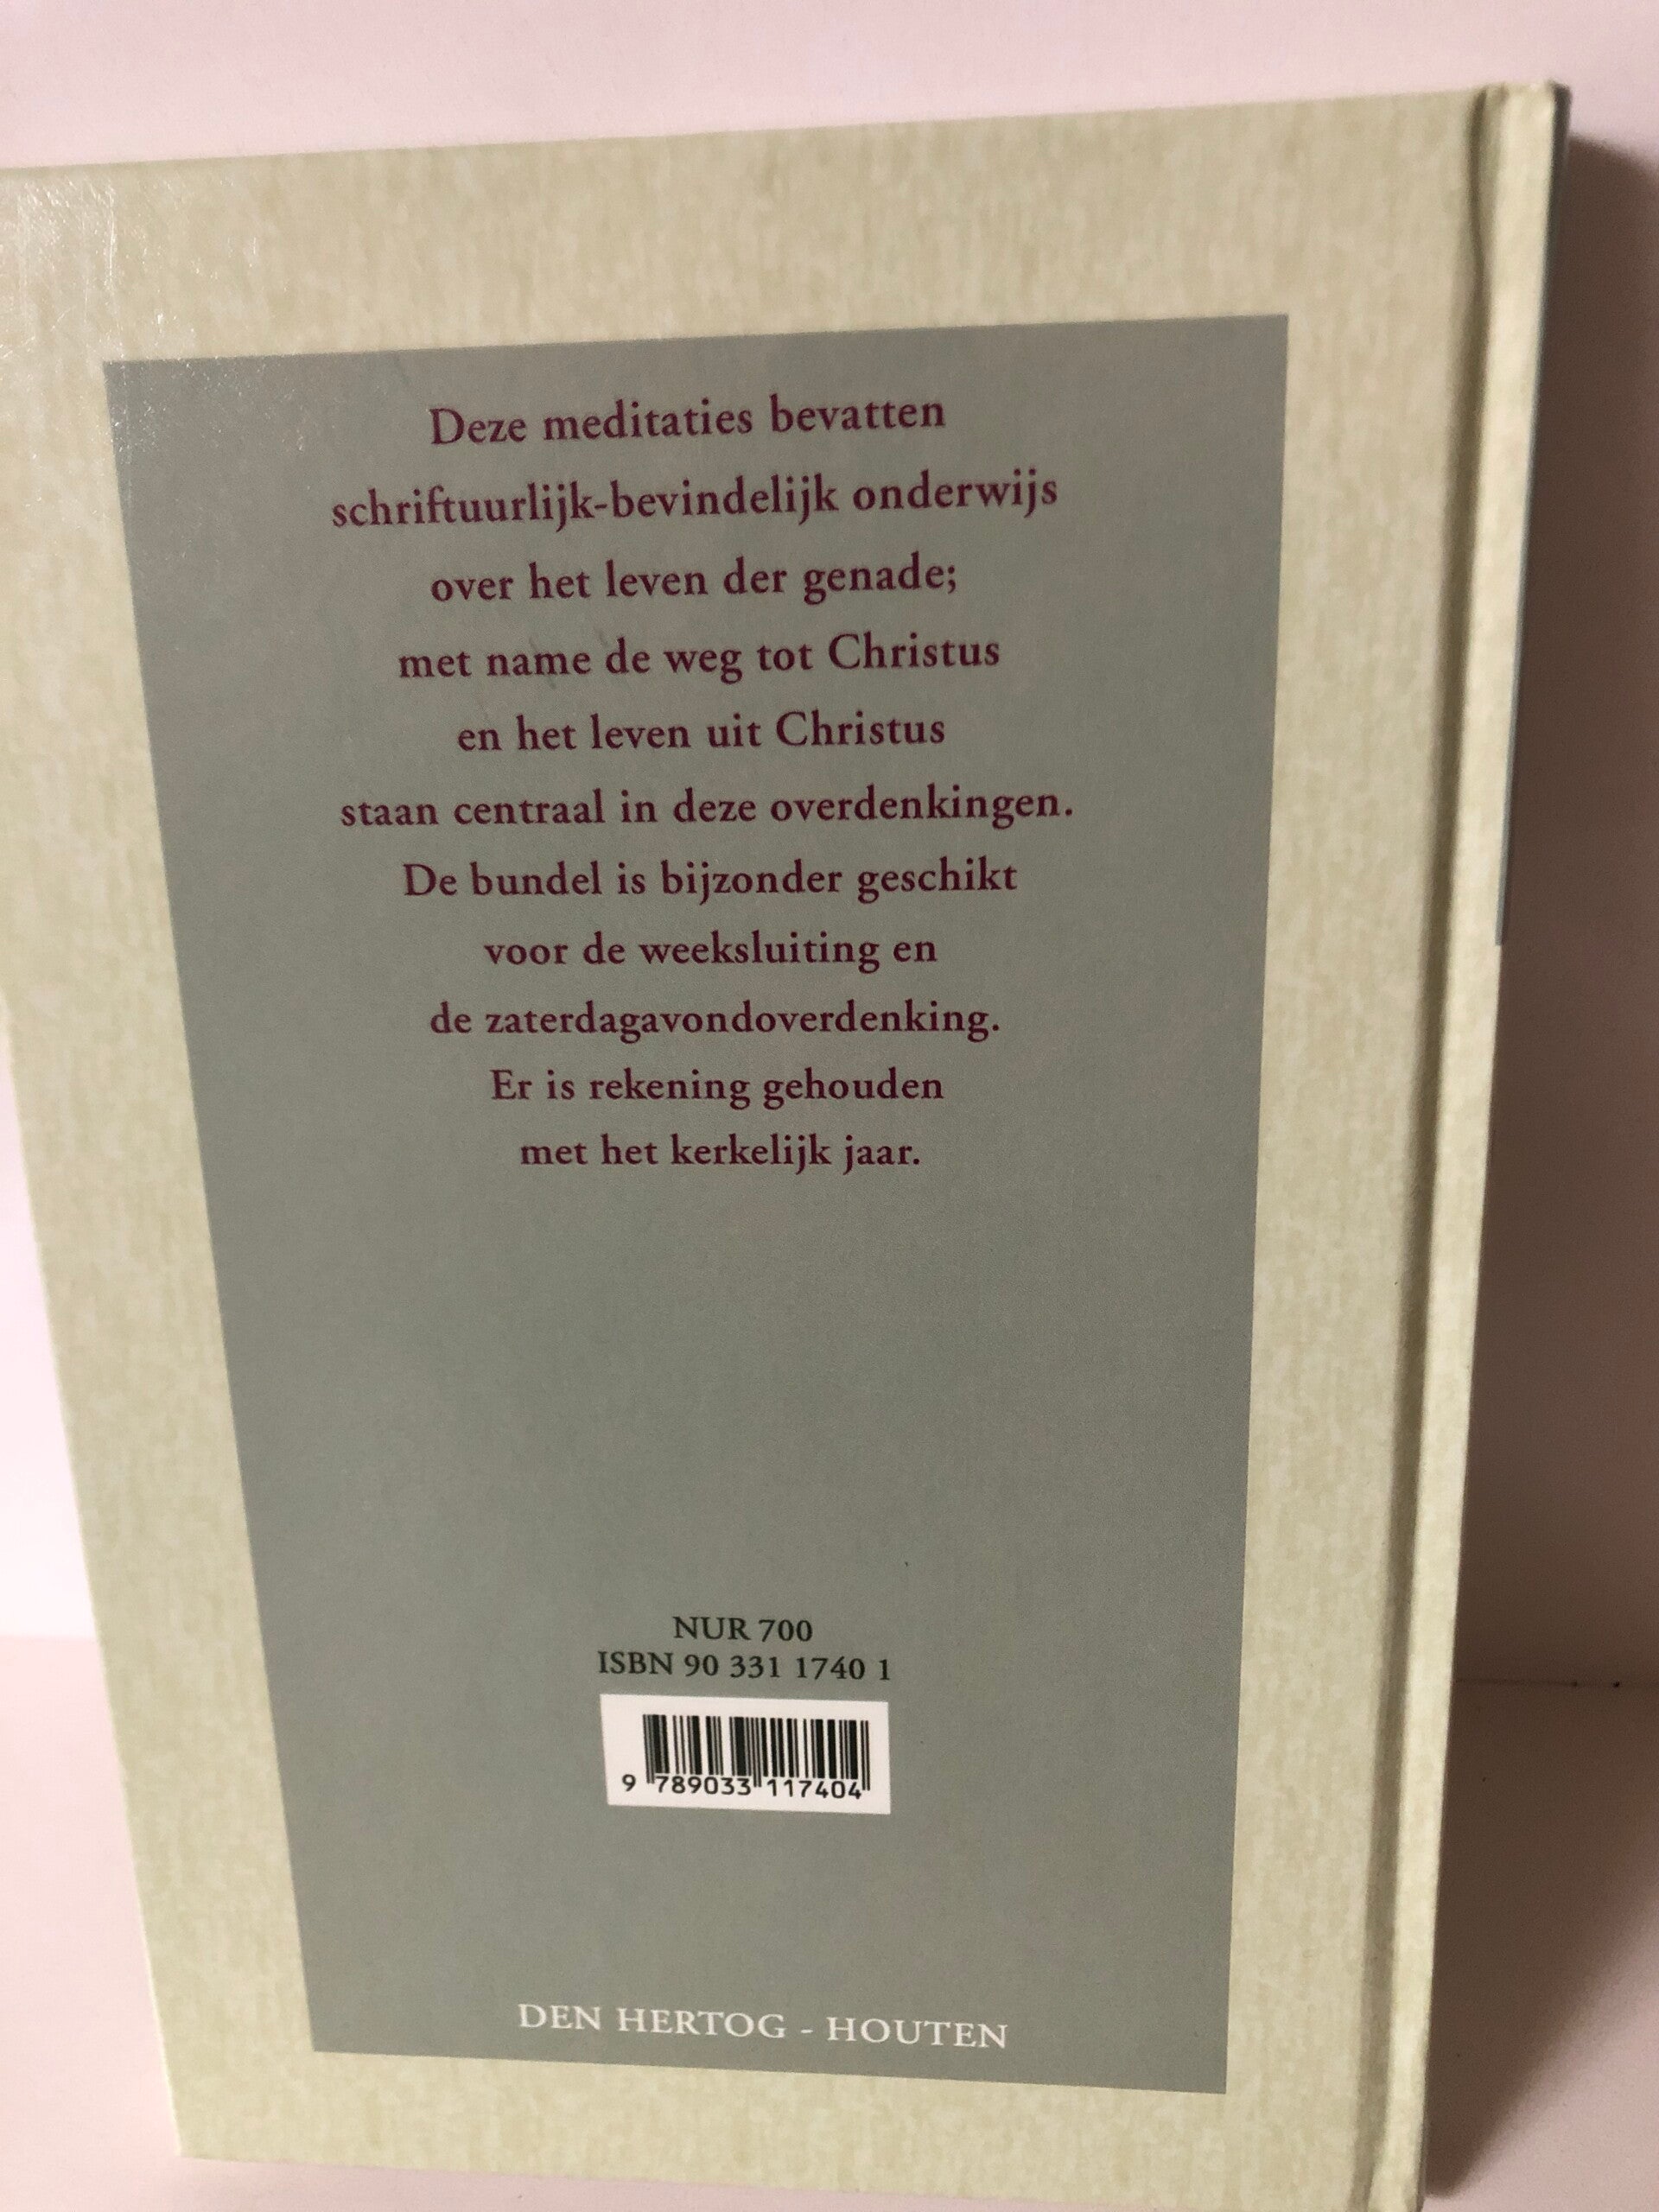 Deze meditaties bevatten
schriftuurlijk-bevindelijk onderwijs
over het leven der genade;
met name de weg tot Christus
en het leven uit Christus
staan centraal in deze overdenkingen.
De bundel is bijzonder geschikt
voor de weeksluiting en
de zaterdagavondoverdenking.
Er is rekening gehouden
met het kerkelijk jaar.
NUR 700
ISBN 90 331 1740 1
9 789033 117404
DEN HERTOG - HOUTEN